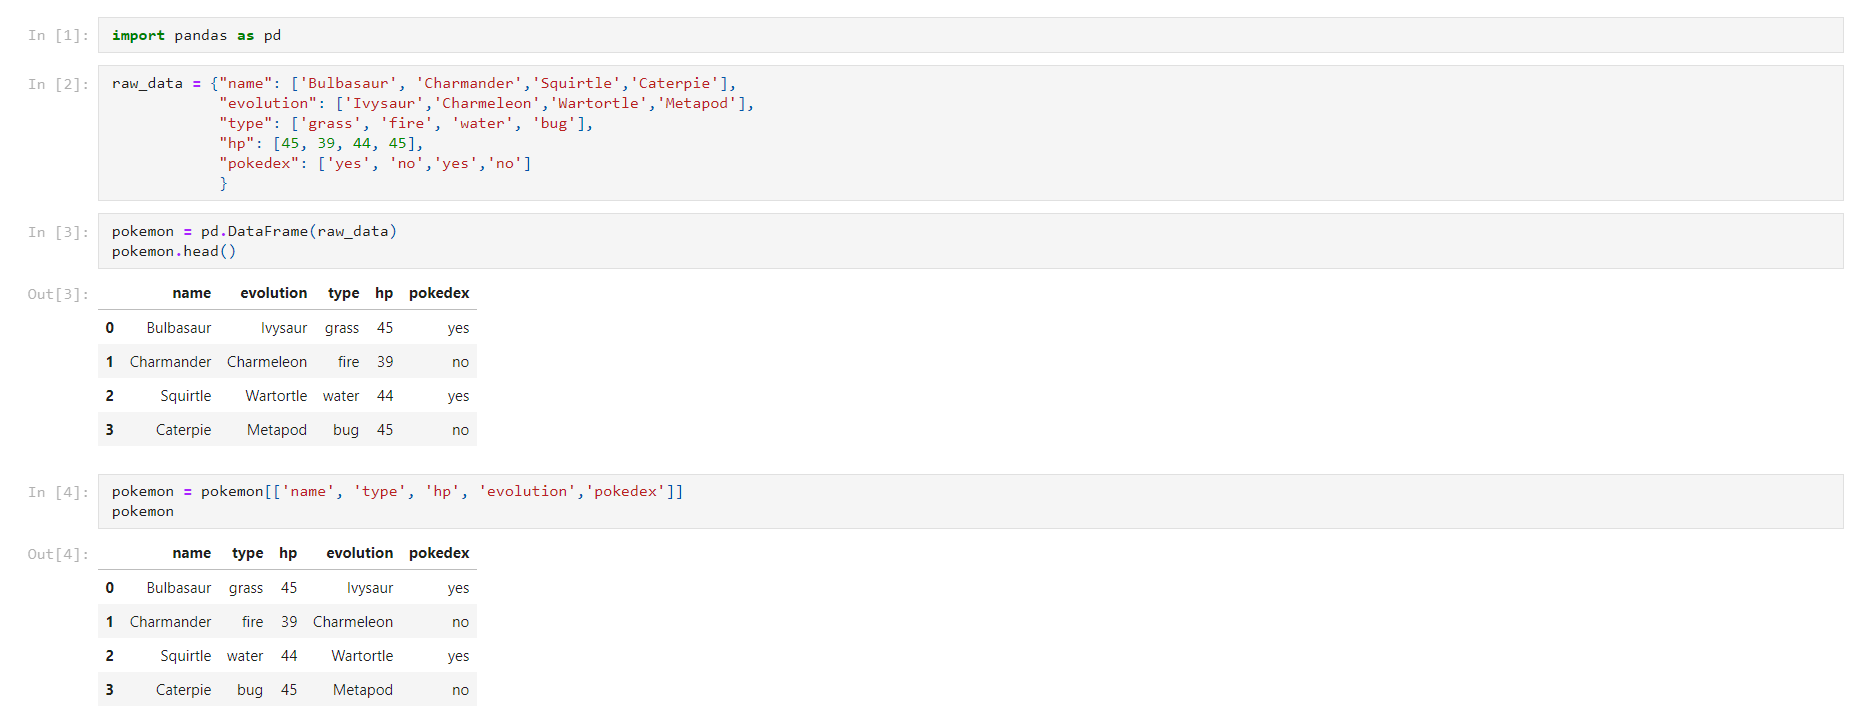 In [1]: import pandas as pd
In [2]: raw_data = {"name": ['Bulbasaur', 'Charmander','Squirtle','Caterpie'],
"evolution": ['Ivysaur','Charmeleon','Wartortle','Metapod'],
"type": ['grass', 'fire', 'water', 'bug'],
"hp": [45, 39, 44, 45],
"pokedex": ['yes', 'no','yes','no']
}
In [3]: pokemon = pd.DataFrame(raw_data)
pokemon.head()
Out[3]: name evolution type hp pokedex
0 Bulbasaur Ivysaur grass 45 yes
1 Charmander Charmeleon fire 39 no
2 Squirtle Wartortle water 44 yes
3 Caterpie Metapod bug 45 no
In [4]: pokemon = pokemon[['name', 'type', 'hp', 'evolution','pokedex']]
pokemon
Out[4]: name type hp evolution pokedex
0 Bulbasaur grass 45 Ivysaur yes
1 Charmander fire 39 Charmeleon no
2 Squirtle water 44 Wartortle yes
3 Caterpie bug 45 Metapod no